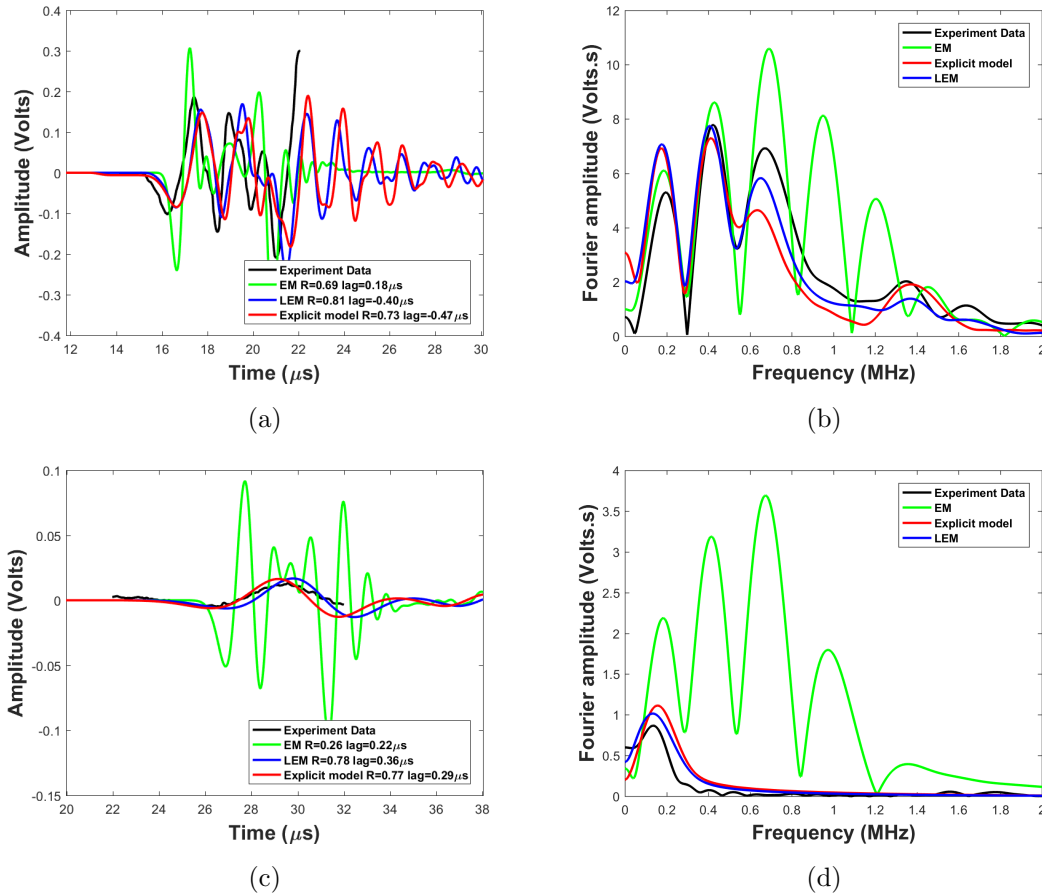 0.4
0.3
0.2
0.1
0
-0.1
-0.2
-0.3
-0.4
Amplitude (Volts)
12 14 16 18 20 22 24 26 28 30
Time (μs)
Experiment Data
EM R=0.69 lag=0.18μs
LEM R=0.81 lag=-0.40μs
Explicit model R=0.73 lag=-0.47μs
(a)
12
10
8
6
4
2
0
Fourier amplitude (Volts.s)
0 0.2 0.4 0.6 0.8 1 1.2 1.4 1.6 1.8 2
Frequency (MHz)
Experiment Data
EM
Explicit model
LEM
(b)
0.1
0.05
0
-0.05
-0.1
-0.15
Amplitude (Volts)
20 22 24 26 28 30 32 34 36 38
Time (μs)
Experiment Data
EM R=0.26 lag=0.22μs
LEM R=0.78 lag=0.36μs
Explicit model R=0.77 lag=0.29μs
(c)
4
3.5
3
2.5
2
1.5
1
0.5
0
Fourier amplitude (Volts.s)
0 0.2 0.4 0.6 0.8 1 1.2 1.4 1.6 1.8 2
Frequency (MHz)
Experiment Data
EM
Explicit model
LEM
(d)